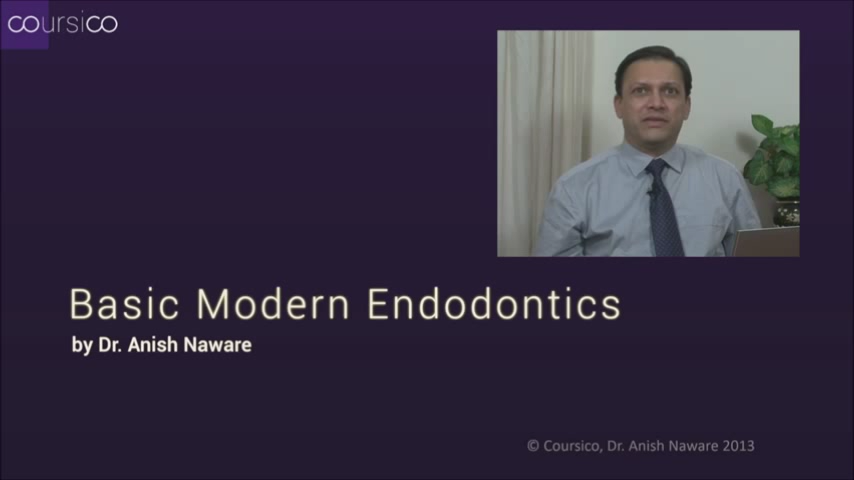 coursico
Basic Modern Endodontics
by Dr. Anish Naware
© Coursico, Dr. Anish Naware 2013